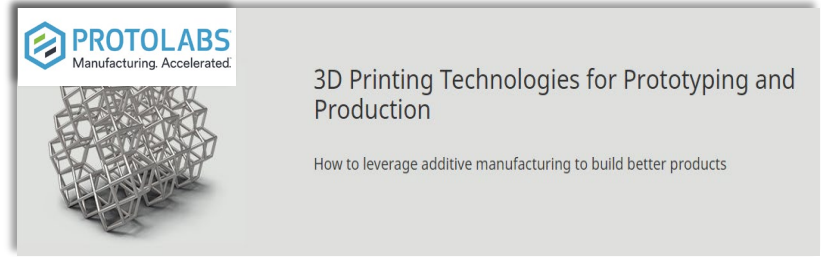 PROTOLABS
Manufacturing. Accelerated.
3D Printing Technologies for Prototyping and
Production
How to leverage additive manufacturing to build better products